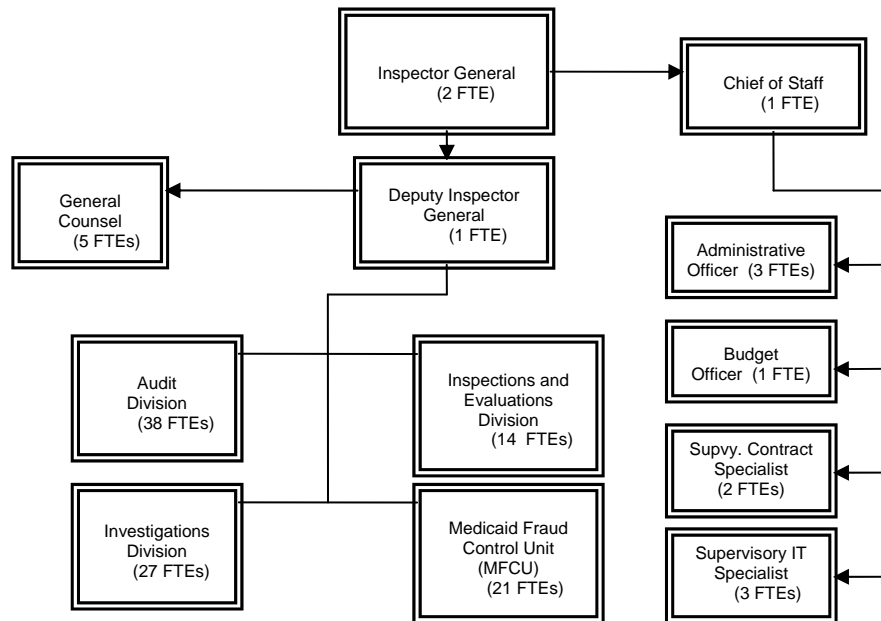 Inspector General
(2 FTE)
Chief of Staff
(1 FTE)
General
Counsel
(5 FTEs)
Deputy Inspector
General
(1 FTE)
Administrative
Officer (3 FTEs)
Audit
Division
(38 FTEs)
Inspections and
Evaluations
Division
(14 FTEs)
Budget
Officer (1 FTE)
Supvy. Contract
Specialist
(2 FTEs)
Investigations
Division
(27 FTEs)
Medicaid Fraud
Control Unit
(MFCU)
(21 FTEs)
Supervisory IT
Specialist
(3 FTEs)